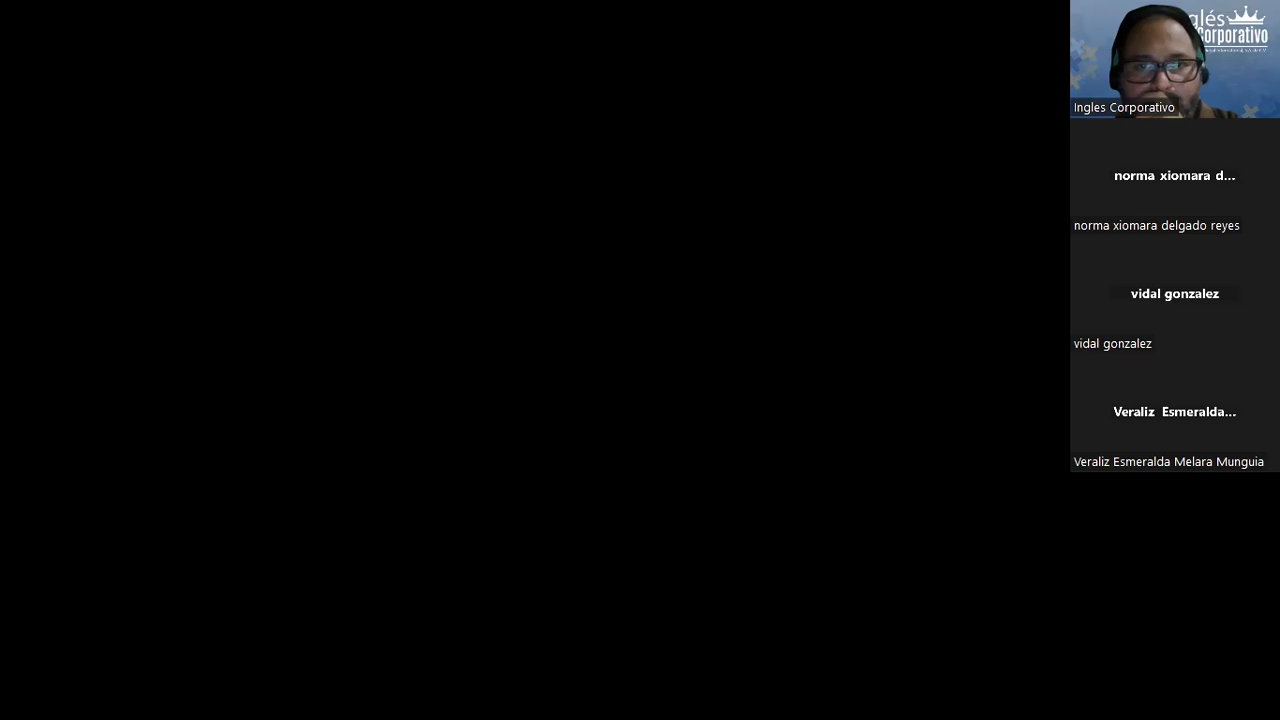 glés
Corporativo
Ingles Corporativo
norma xiomara d...
norma xiomara delgado reyes
vidal gonzalez
vidal gonzalez
Veraliz Esmeralda...
Veraliz Esmeralda Melara Munguia